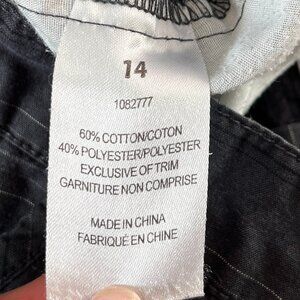 14
1082777
60% COTTON/COTON
40% POLYESTER/POLYESTER
EXCLUSIVE OF TRIM
GARNITURE NON COMPRISE
MADE IN CHINA
FABRIQUÉ EN CHINE